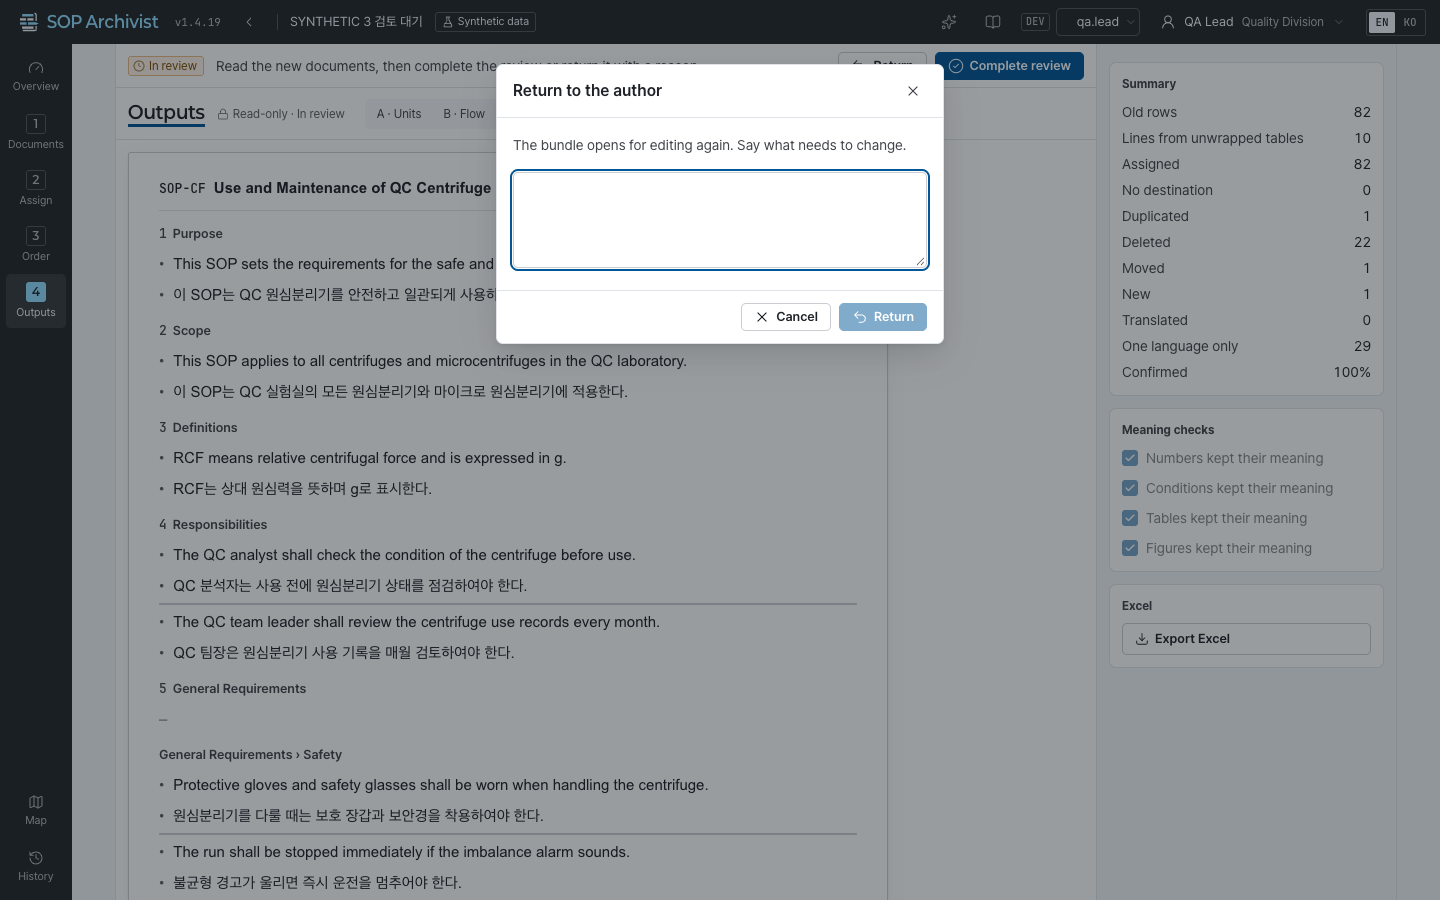 SOP Archivist v1.4.19 SYNTHETIC 3 검토 대기 Synthetic data DEV qa.lead QA Lead Quality Division EN KO
Overview
1
Documents
2
Assign
3
Order
4
Outputs
Map
History
In review Read the new documents, then complete the review or return it with a reason. Return Complete review
Outputs Read-only · In review A · Units B · Flow
Return to the author
The bundle opens for editing again. Say what needs to change.
Cancel Return
SOP-CF Use and Maintenance of QC Centrifuge
1 Purpose
• This SOP sets the requirements for the safe and
• 이 SOP는 QC 원심분리기를 안전하고 일관되게
2 Scope
• This SOP applies to all centrifuges and microcentrifuges in the QC laboratory.
• 이 SOP는 QC 실험실의 모든 원심분리기와 마이크로 원심분리기에 적용한다.
3 Definitions
• RCF means relative centrifugal force and is expressed in g.
• RCF는 상대 원심력을 뜻하며 g로 표시한다.
4 Responsibilities
• The QC analyst shall check the condition of the centrifuge before use.
• QC 분석자는 사용 전에 원심분리기 상태를 점검하여야 한다.
• The QC team leader shall review the centrifuge use records every month.
• QC 팀장은 원심분리기 사용 기록을 매월 검토하여야 한다.
5 General Requirements
–
General Requirements › Safety
• Protective gloves and safety glasses shall be worn when handling the centrifuge.
• 원심분리기를 다룰 때는 보호 장갑과 보안경을 착용하여야 한다.
• The run shall be stopped immediately if the imbalance alarm sounds.
• 불균형 경고가 울리면 즉시 운전을 멈추어야 한다.
Summary
Old rows 82
Lines from unwrapped tables 10
Assigned 82
No destination 0
Duplicated 1
Deleted 22
Moved 1
New 1
Translated 0
One language only 29
Confirmed 100%
Meaning checks
Numbers kept their meaning
Conditions kept their meaning
Tables kept their meaning
Figures kept their meaning
Excel
Export Excel